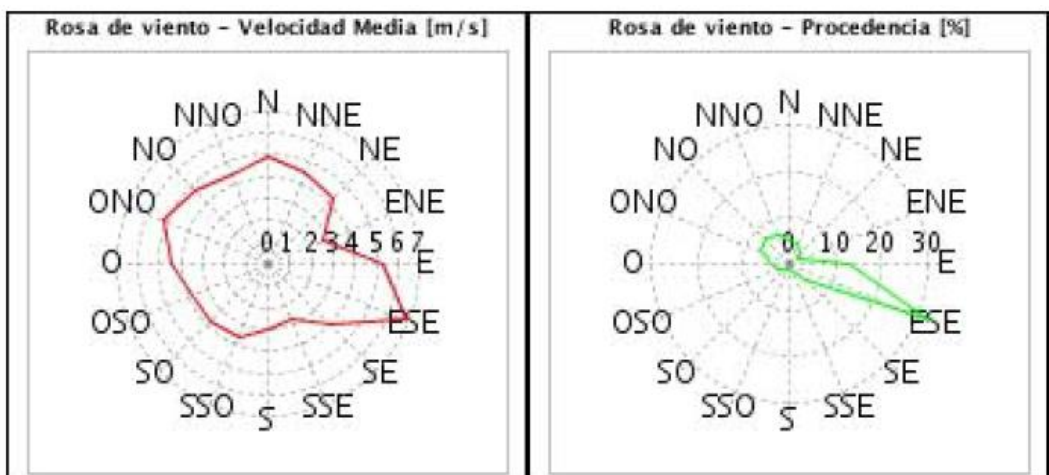 Rosa de viento - Velocidad Media [m/s]
N
NNO NNE
NO NE
ONO ENE
0 1 2 3 4 5 6 7
O E
OSO ESE
SO SE
SSO SSE
S
Rosa de viento - Procedencia [%]
N
NNO NNE
NO NE
ONO ENE
0 10 20 30
O E
OSO ESE
SO SE
SSO SSE
S